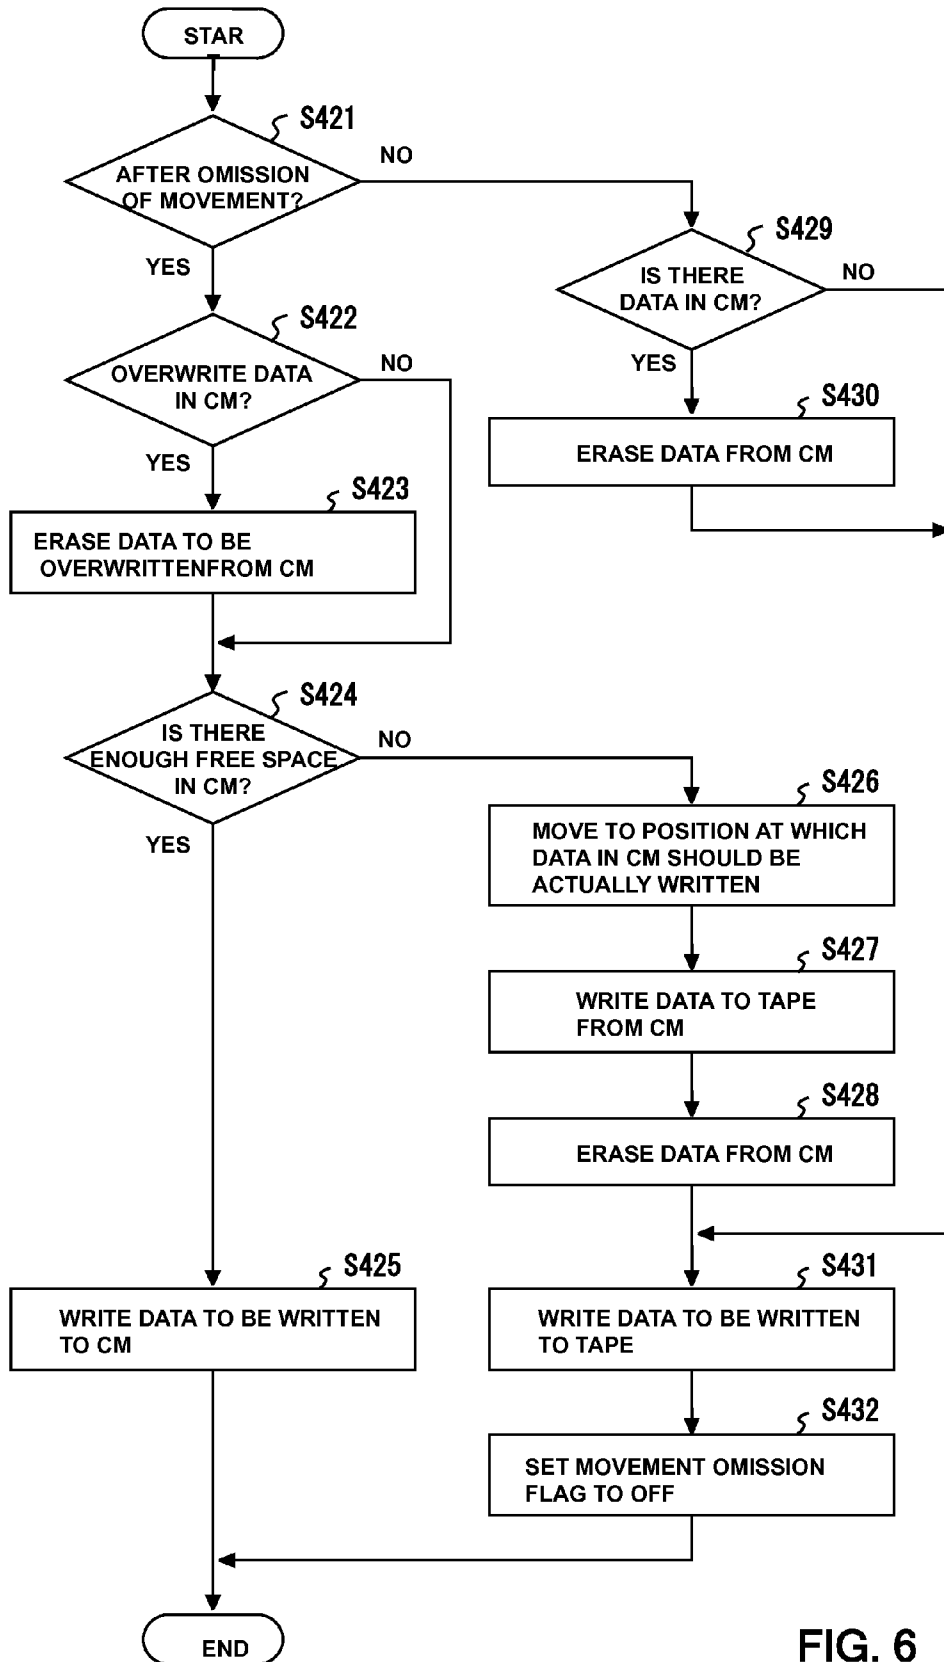 STAR
S421
AFTER OMISSION
OF MOVEMENT?
NO
YES
S429
IS THERE
DATA IN CM?
NO
YES
S422
OVERWRITE DATA
IN CM?
NO
YES
S430
ERASE DATA FROM CM
S423
ERASE DATA TO BE
OVERWRITTENFROM CM
S424
IS THERE
ENOUGH FREE SPACE
IN CM?
NO
YES
S426
MOVE TO POSITION AT WHICH
DATA IN CM SHOULD BE
ACTUALLY WRITTEN
S427
WRITE DATA TO TAPE
FROM CM
S428
ERASE DATA FROM CM
S425
WRITE DATA TO BE WRITTEN
TO CM
S431
WRITE DATA TO BE WRITTEN
TO TAPE
S432
SET MOVEMENT OMISSION
FLAG TO OFF
END
FIG. 6